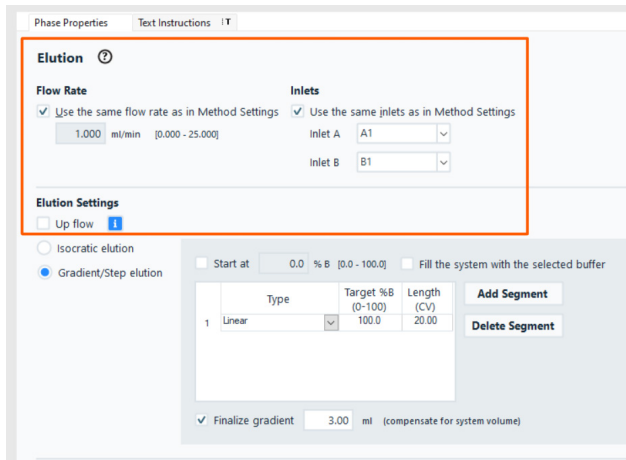 Phase Properties Text Instructions IT
Elution ?
Flow Rate Inlets
Use the same flow rate as in Method Settings Use the same inlets as in Method Settings
1.000 ml/min [0.000 - 25.000] Inlet A A1
Inlet B B1
Elution Settings
Up flow i
Isocratic elution
Gradient/Step elution
Start at 0.0 % B [0.0 - 100.0] Fill the system with the selected buffer
Type Target %B (0-100) Length (CV) Add Segment
1 Linear 100.0 20.00 Delete Segment
Finalize gradient 3.00 ml (compensate for system volume)